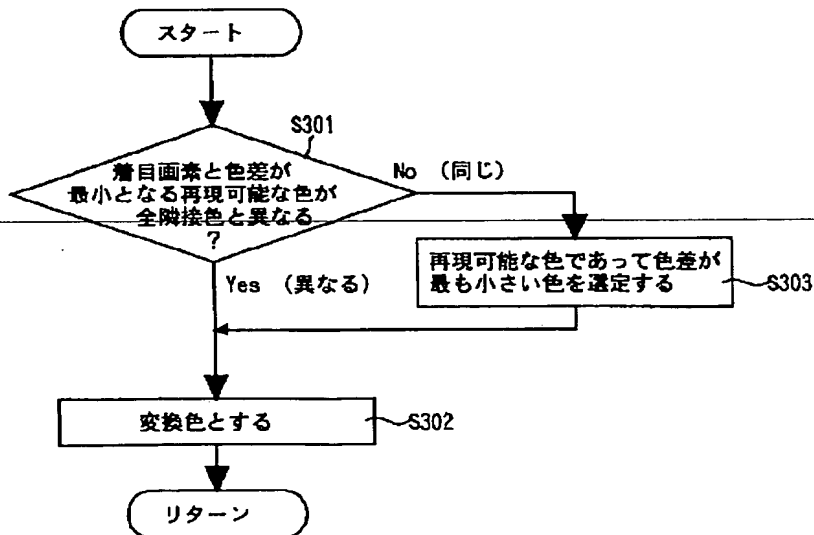 スタート
S301
着目画素と色差が
最小となる再現可能な色が
全隣接色と異なる
?
No (同じ)
Yes (異なる)
再現可能な色であって色差が
最も小さい色を選定する
S303
変換色とする
S302
リターン